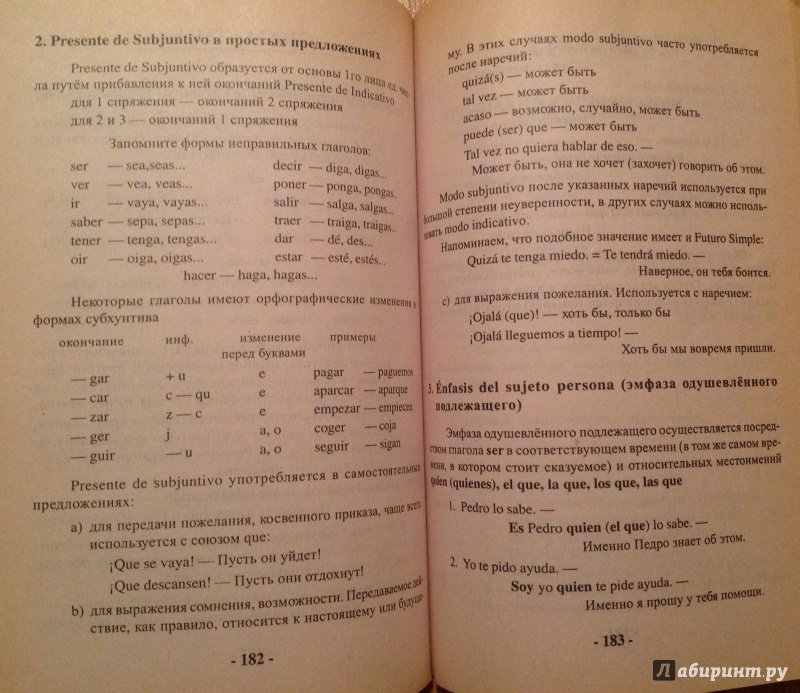 2. Presente de Subjuntivo в простых предложениях
Presente de Subjuntivo образуется от основы 1го лица ед. чис-
ла путём прибавления к ней окончаний Presente de Indicativo
для 1 спряжения — окончаний 2 спряжения
для 2 и 3 — окончаний 1 спряжения
Запомните формы неправильных глаголов:
ser — sea,seas... decir — diga, digas...
ver — vea, veas... poner — ponga, pongas..
ir — vaya, vayas... salir — salga, salgas...
saber — sepa, sepas... traer — traiga, traigas..
tener — tenga, tengas... dar — dé, des...
oir — oiga, oigas... estar — esté, estés...
hacer — haga, hagas...
Некоторые глаголы имеют орфографические изменения в
формах субхунтива
окончание инф. изменение примеры
перед буквами
— gar + u e pagar — paguemos
— car c — qu e aparcar — aparque
— zar z — c e empezar — empiecen
— ger j a, o coger — coja
— guir — u a, o seguir — sigan
Presente de subjuntivo употребляется в самостоятельных
предложениях:
a) для передачи пожелания, косвенного приказа, чаще всего
используется с союзом que:
¡Que se vaya! — Пусть он уйдет!
¡Que descansen! — Пусть они отдохнут!
b) для выражения сомнения, возможности. Передаваемое дей-
ствие, как правило, относится к настоящему или будуще-
- 182 -
му. В этих случаях modo subjuntivo часто употребляется
после наречий:
quizá(s) — может быть
tal vez — может быть
acaso — возможно, случайно, может быть
puede (ser) que — может быть
Tal vez no quiera hablar de eso. —
Может быть, она не хочет (захочет) говорить об этом.
Modo subjuntivo после указанных наречий используется при
большой степени неуверенности, в других случаях можно исполь-
зовать modo indicativo.
Напоминаем, что подобное значение имеет и Futuro Simple:
Quizá te tenga miedo. = Te tendrá miedo. —
Наверное, он тебя боится.
c) для выражения пожелания. Используется с наречием:
¡Ojalá (que)! — хоть бы, только бы
¡Ojalá lleguemos a tiempo! —
Хоть бы мы вовремя пришли.
3. Énfasis del sujeto persona (эмфаза одушевлённого
подлежащего)
Эмфаза одушевлённого подлежащего осуществляется посред-
ством глагола ser в соответствующем времени (в том же самом вре-
мени, в котором стоит сказуемое) и относительных местоимений
quien (quienes), el que, la que, los que, las que
1. Pedro lo sabe. —
Es Pedro quien (el que) lo sabe. —
Именно Педро знает об этом.
2. Yo te pido ayuda. —
Soy yo quien te pide ayuda. —
Именно я прошу у тебя помощи.
- 183 -
Лабиринт.ру